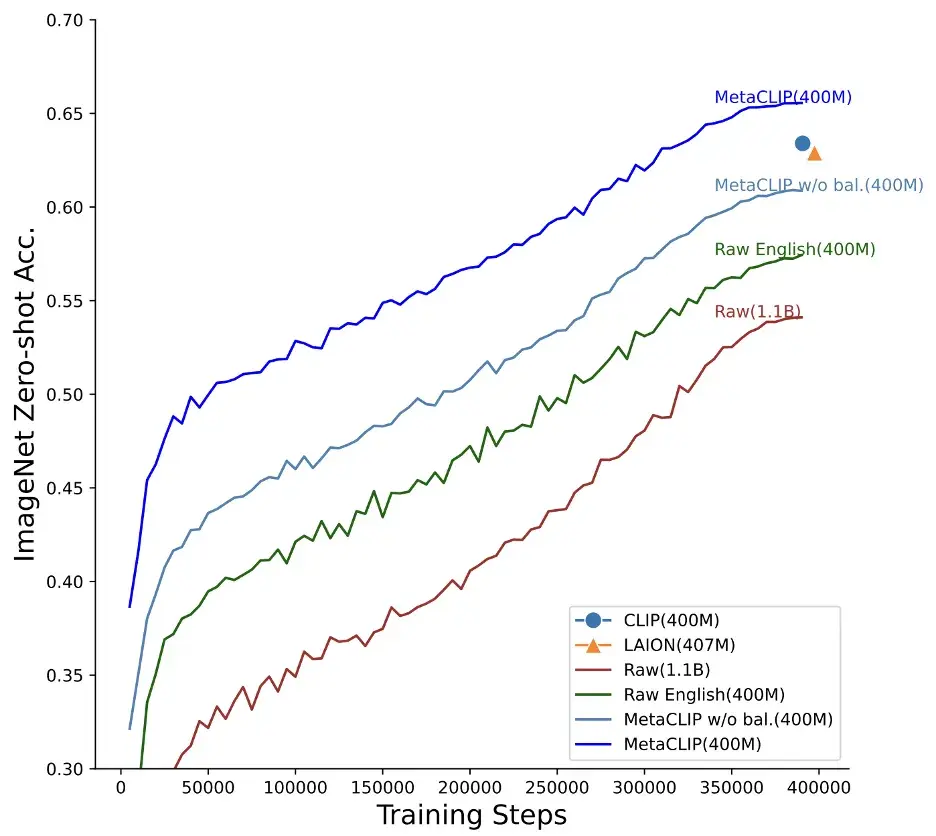 0.70
MetaCLIP(400M)
0.65
MetaCLIP w/o bal.(400M)
0.60
Raw English(400M)
0.55
Raw(1.1B)
0.50
0.45
0.40
0.35
0.30
ImageNet Zero-shot Acc.
CLIP(400M)
LAION(407M)
Raw(1.1B)
Raw English(400M)
MetaCLIP w/o bal.(400M)
MetaCLIP(400M)
0 50000 100000 150000 200000 250000 300000 350000 400000
Training Steps